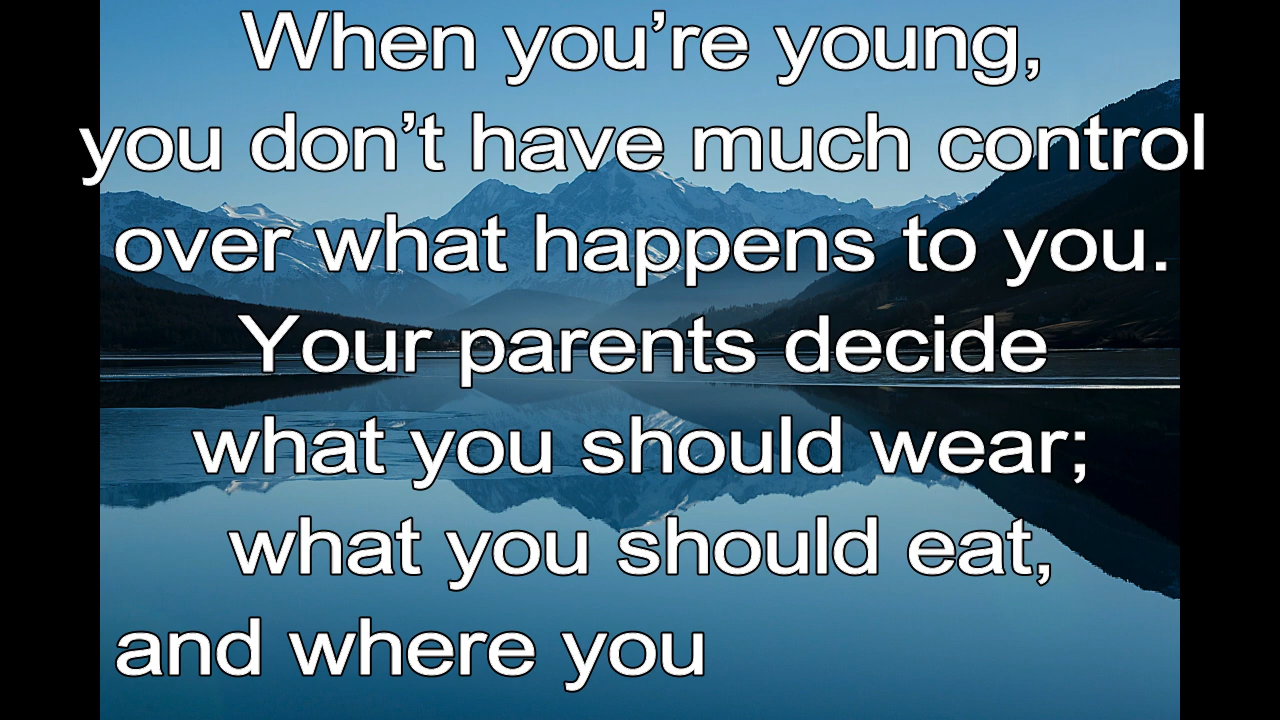 When you’re young,
you don’t have much control
over what happens to you.
Your parents decide
what you should wear;
what you should eat,
and where you